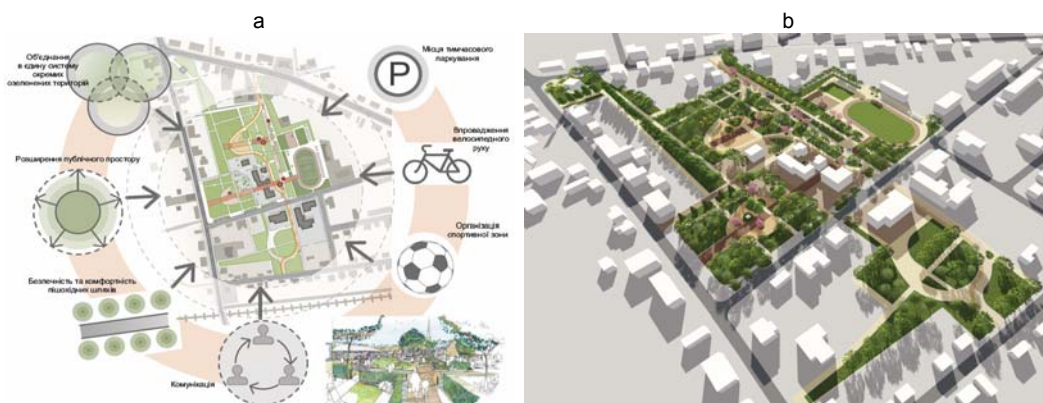 а
b
Об'єднання
в єдину систему
окремих
озеленених територій
Місця тимчасового
паркування
P
Впровадження
велосипедного
руху
Розширення публічного простору
Організація
спортивної зони
Безпечність та комфортність
пішохідних шляхів
Комунікація